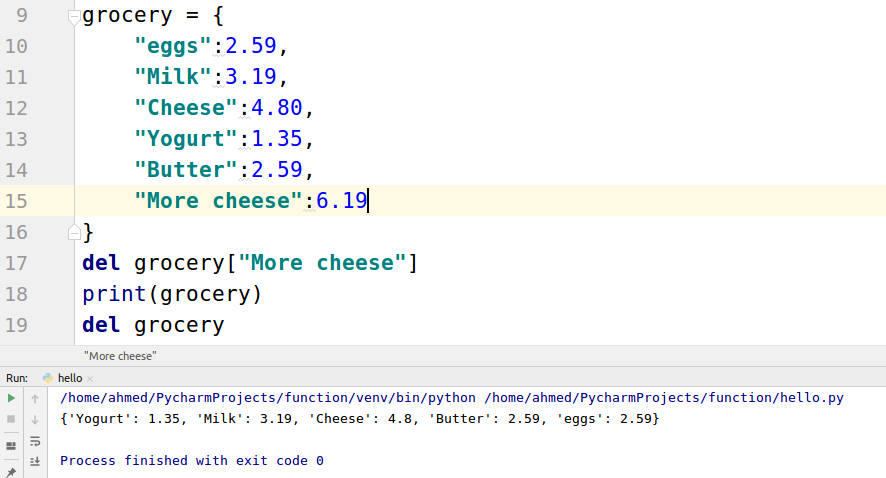 9 grocery = {
10     "eggs":2.59,
11     "Milk":3.19,
12     "Cheese":4.80,
13     "Yogurt":1.35,
14     "Butter":2.59,
15     "More cheese":6.19
16 }
17 del grocery["More cheese"]
18 print(grocery)
19 del grocery
"More cheese"
Run: hello ×
/home/ahmed/PycharmProjects/function/venv/bin/python /home/ahmed/PycharmProjects/function/hello.py
{'Yogurt': 1.35, 'Milk': 3.19, 'Cheese': 4.8, 'Butter': 2.59, 'eggs': 2.59}
Process finished with exit code 0